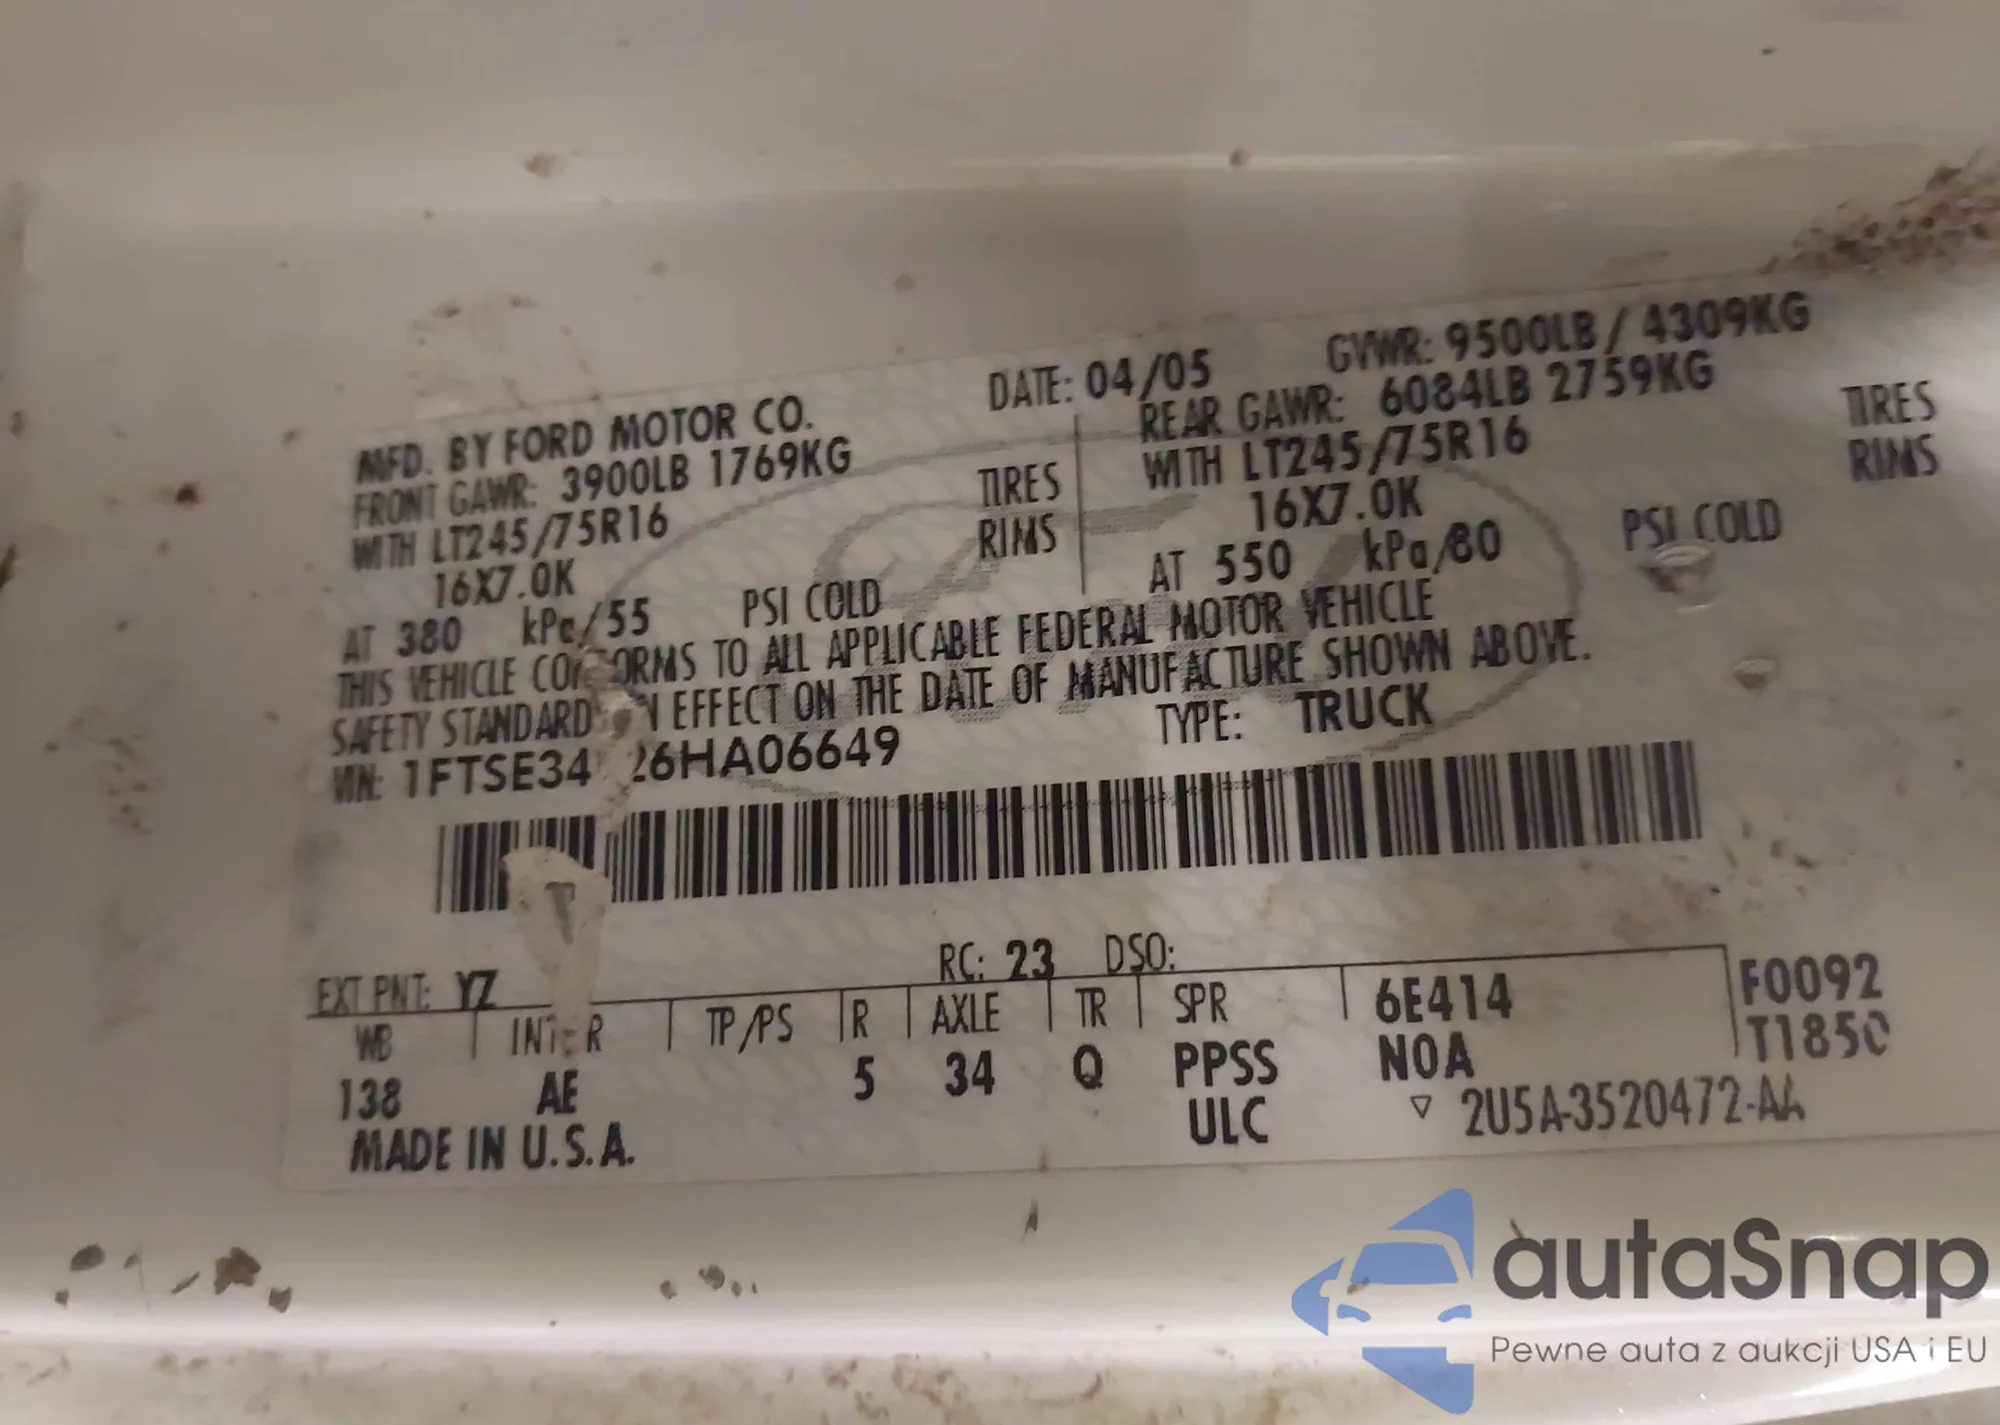 MFD. BY FORD MOTOR CO.
DATE: 04/05
GVWR: 9500LB / 4309KG
FRONT GAWR: 3900LB 1769KG
REAR GAWR: 6084LB 2759KG
WITH LT245/75R16 TIRES
WITH LT245/75R16 TIRES
16X7.0K RIMS
16X7.0K RIMS
AT 380 kPa/55 PSI COLD
AT 550 kPa/80 PSI COLD
THIS VEHICLE CONFORMS TO ALL APPLICABLE FEDERAL MOTOR VEHICLE
SAFETY STANDARD IN EFFECT ON THE DATE OF MANUFACTURE SHOWN ABOVE.
VIN: 1FTSE34 26HA06649
TYPE: TRUCK
EXT PNT: YZ
RC: 23 DSO:
WB INTER TP/PS R AXLE TR SPR 6E414 F0092
138 AE 5 34 Q PPSS N0A T1850
MADE IN U.S.A. ULC ▽ 2U5A-3520472-AA
autaSnap
Pewne auta z aukcji USA i EU